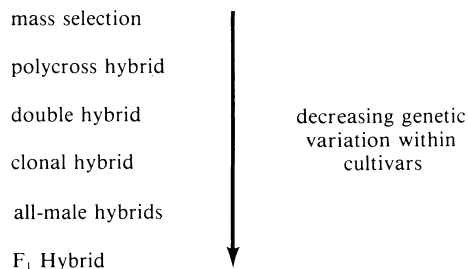 mass selection
polycross hybrid
double hybrid
clonal hybrid
all-male hybrids
F₁ Hybrid
decreasing genetic
variation within
cultivars